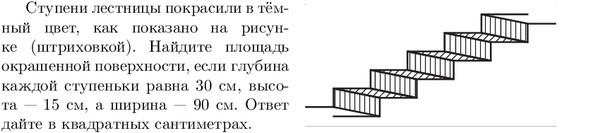 Ступени лестницы покрасили в тём-
ный цвет, как показано на рисун-
ке (штриховкой). Найдите площадь
окрашенной поверхности, если глубина
каждой ступеньки равна 30 см, высо-
та — 15 см, а ширина — 90 см. Ответ
дайте в квадратных сантиметрах.